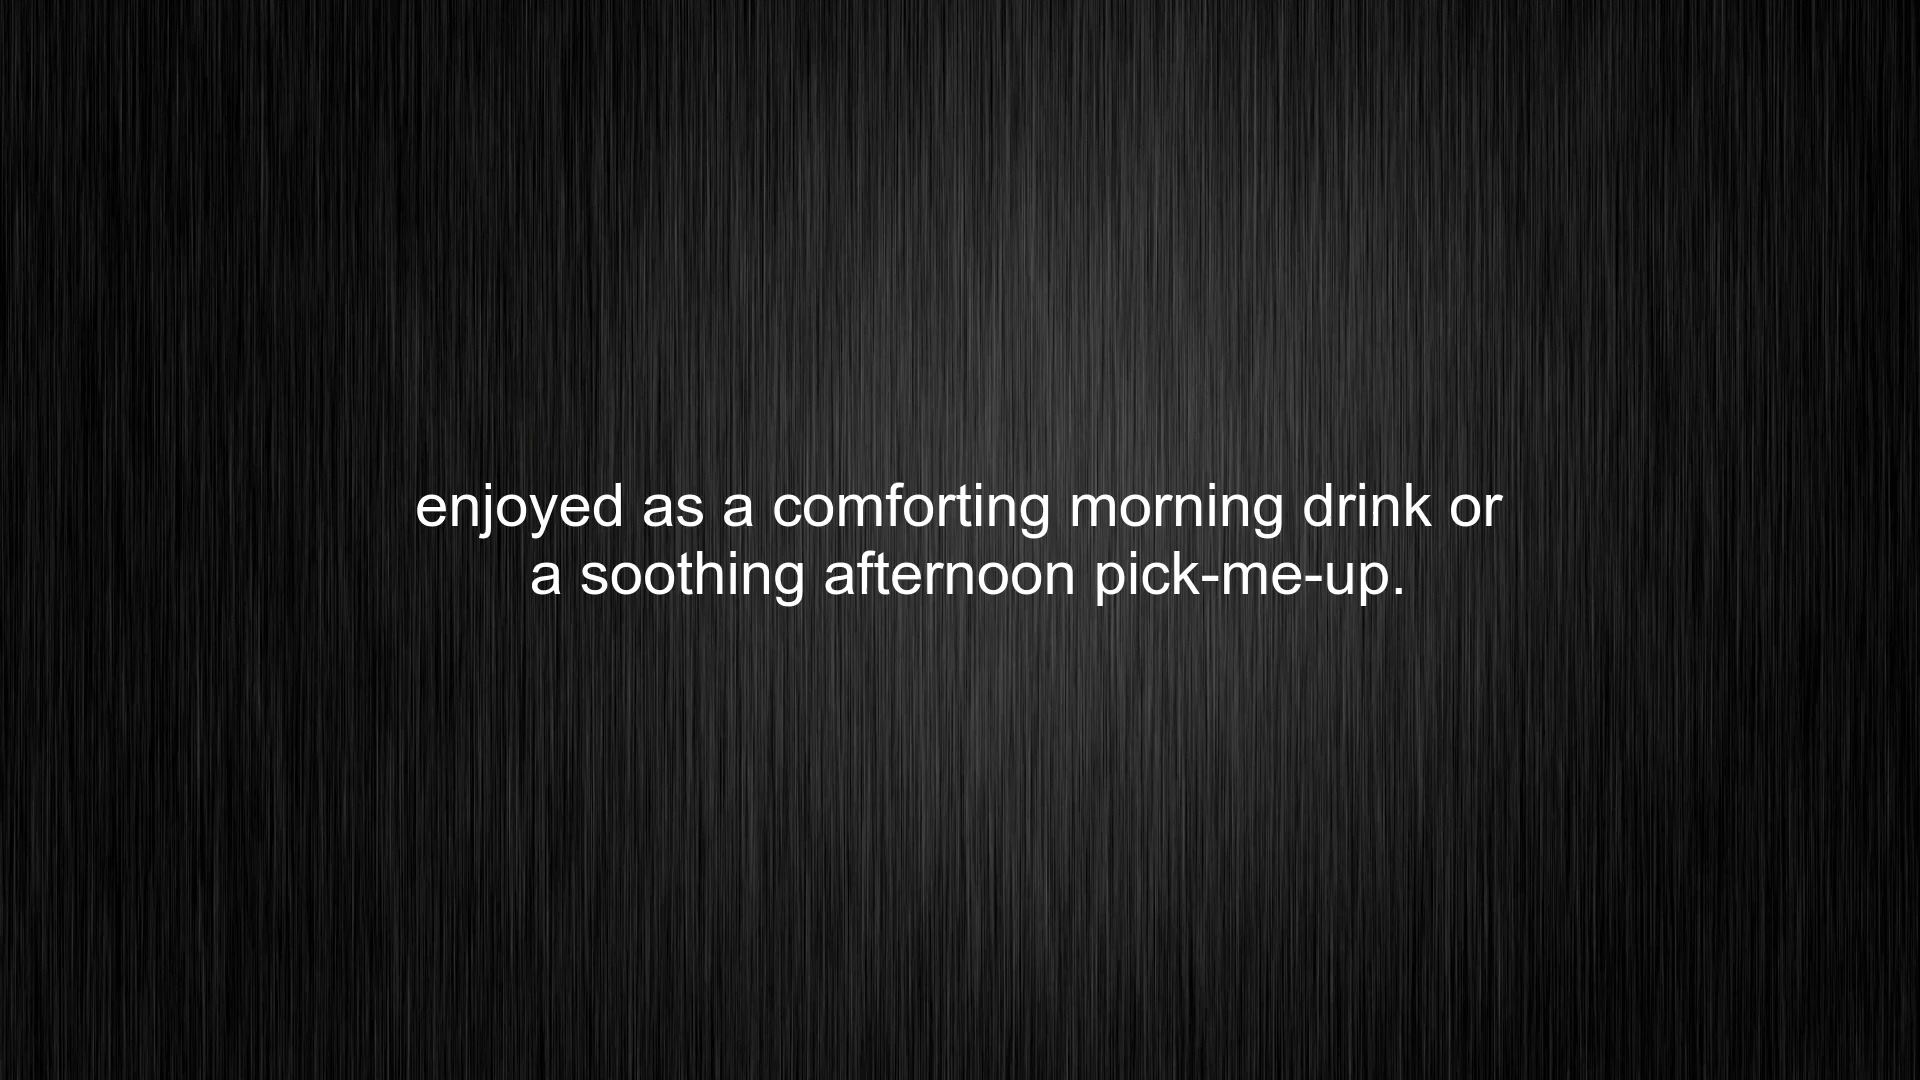 enjoyed as a comforting morning drink or
a soothing afternoon pick-me-up.